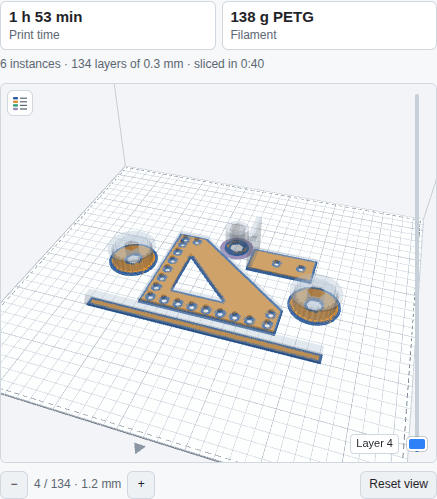 1 h 53 min
Print time
138 g PETG
Filament
6 instances · 134 layers of 0.3 mm · sliced in 0:40
Layer 4
−
4 / 134 · 1.2 mm
+
Reset view